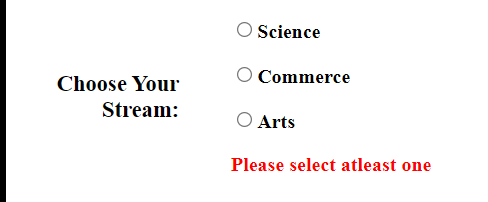 Science
Commerce
Choose Your
Stream:
Arts
Please select atleast one